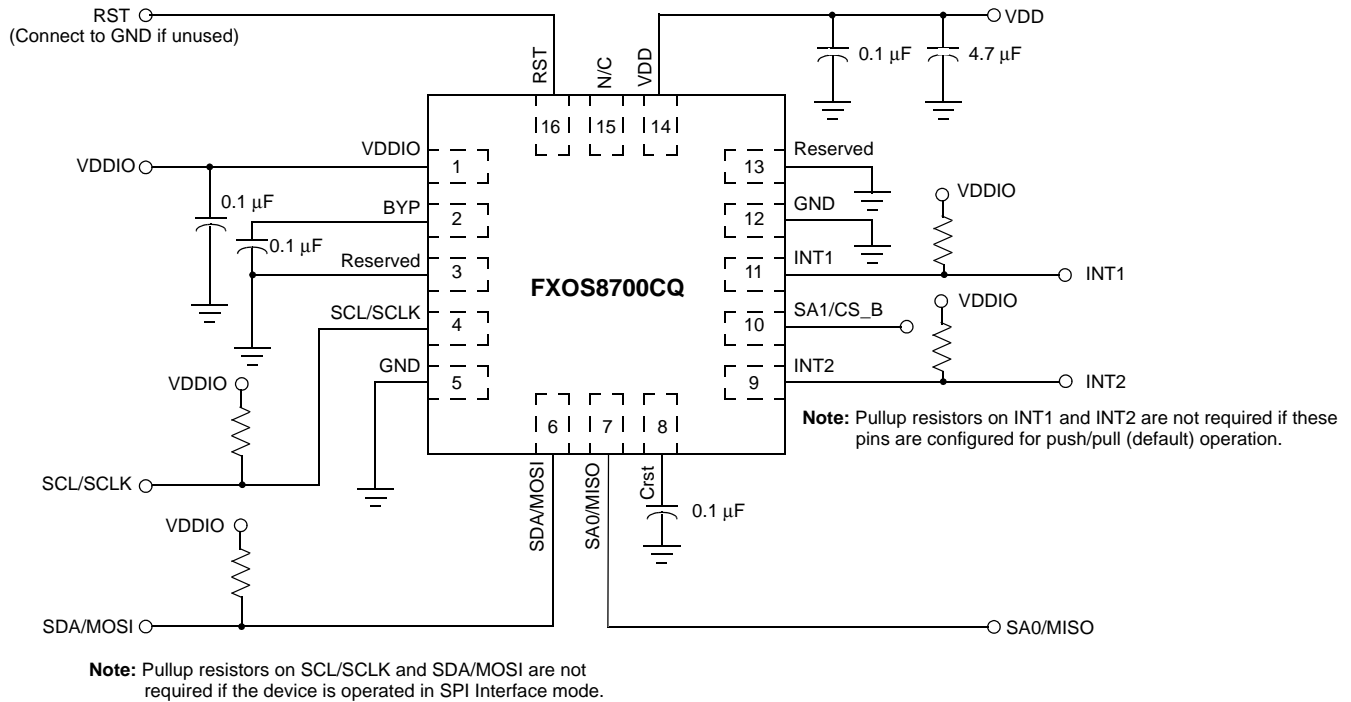 RST
(Connect to GND if unused)
VDD
0.1 μF
4.7 μF
RST
N/C
VDD
16
15
14
VDDIO
VDDIO
1
Reserved
13
0.1 μF
BYP
2
GND
12
VDDIO
0.1 μF
Reserved
3
INT1
11
INT1
FXOS8700CQ
SCL/SCLK
4
SA1/CS_B
10
VDDIO
GND
5
INT2
9
INT2
VDDIO
Note: Pullup resistors on INT1 and INT2 are not required if these
pins are configured for push/pull (default) operation.
6
7
8
SCL/SCLK
SDA/MOSI
SA0/MISO
Crst
0.1 μF
VDDIO
SDA/MOSI
SA0/MISO
Note: Pullup resistors on SCL/SCLK and SDA/MOSI are not
required if the device is operated in SPI Interface mode.